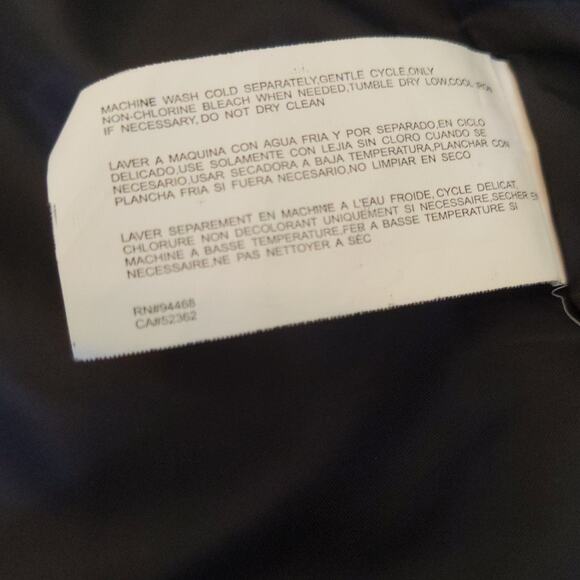 MACHINE WASH COLD SEPARATELY,GENTLE CYCLE,ONLY
NON-CHLORINE BLEACH WHEN NEEDED,TUMBLE DRY LOW,COOL IRON
IF NECESSARY, DO NOT DRY CLEAN
LAVER A MAQUINA CON AGUA FRIA Y POR SEPARADO,EN CICLO
DELICADO,USE SOLAMENTE CON LEJIA SIN CLORO CUANDO SE
NECESARIO,USAR SECADORA A BAJA TEMPERATURA,PLANCHAR CON
PLANCHA FRIA SI FUERA NECESARIO,NO LIMPIAR EN SECO
LAVER SEPAREMENT EN MACHINE A L'EAU FROIDE, CYCLE DELICAT,
CHLORURE NON DECOLORANT UNIQUEMENT SI NECESSAIRE,SECHER EN
MACHINE A BASSE TEMPERATURE,FER A BASSE TEMPERATURE SI
NECESSAIRE,NE PAS NETTOYER A SEC
RN#94468
CA#52362